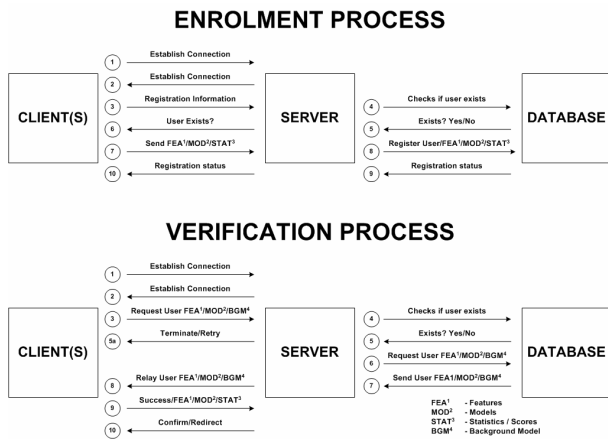 ENROLMENT PROCESS
CLIENT(S)
1 Establish Connection
2 Establish Connection
3 Registration Information
6 User Exists?
7 Send FEA¹/MOD²/STAT³
10 Registration status
SERVER
4 Checks if user exists
5 Exists? Yes/No
8 Register User/FEA¹/MOD²/STAT³
9 Registration status
DATABASE
VERIFICATION PROCESS
CLIENT(S)
1 Establish Connection
2 Establish Connection
3 Request User FEA¹/MOD²/BGM⁴
5a Terminate/Retry
8 Relay User FEA¹/MOD²/BGM⁴
9 Success/FEA¹/MOD²/STAT³
10 Confirm/Redirect
SERVER
4 Checks if user exists
5 Exists? Yes/No
6 Request User FEA¹/MOD²/BGM⁴
7 Send User FEA1/MOD²/BGM⁴
DATABASE
FEA¹ - Features
MOD² - Models
STAT³ - Statistics / Scores
BGM⁴ - Background Model